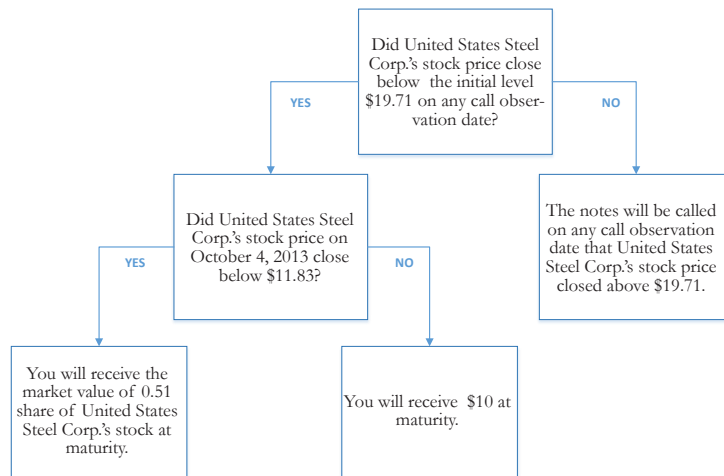 Did United States Steel
Corp.'s stock price close
below the initial level
$19.71 on any call obser-
vation date?
YES
NO
Did United States Steel
Corp.'s stock price on
October 4, 2013 close
below $11.83?
The notes will be called
on any call observation
date that United States
Steel Corp.'s stock price
closed above $19.71.
YES
NO
You will receive the
market value of 0.51
share of United States
Steel Corp.'s stock at
maturity.
You will receive $10 at
maturity.